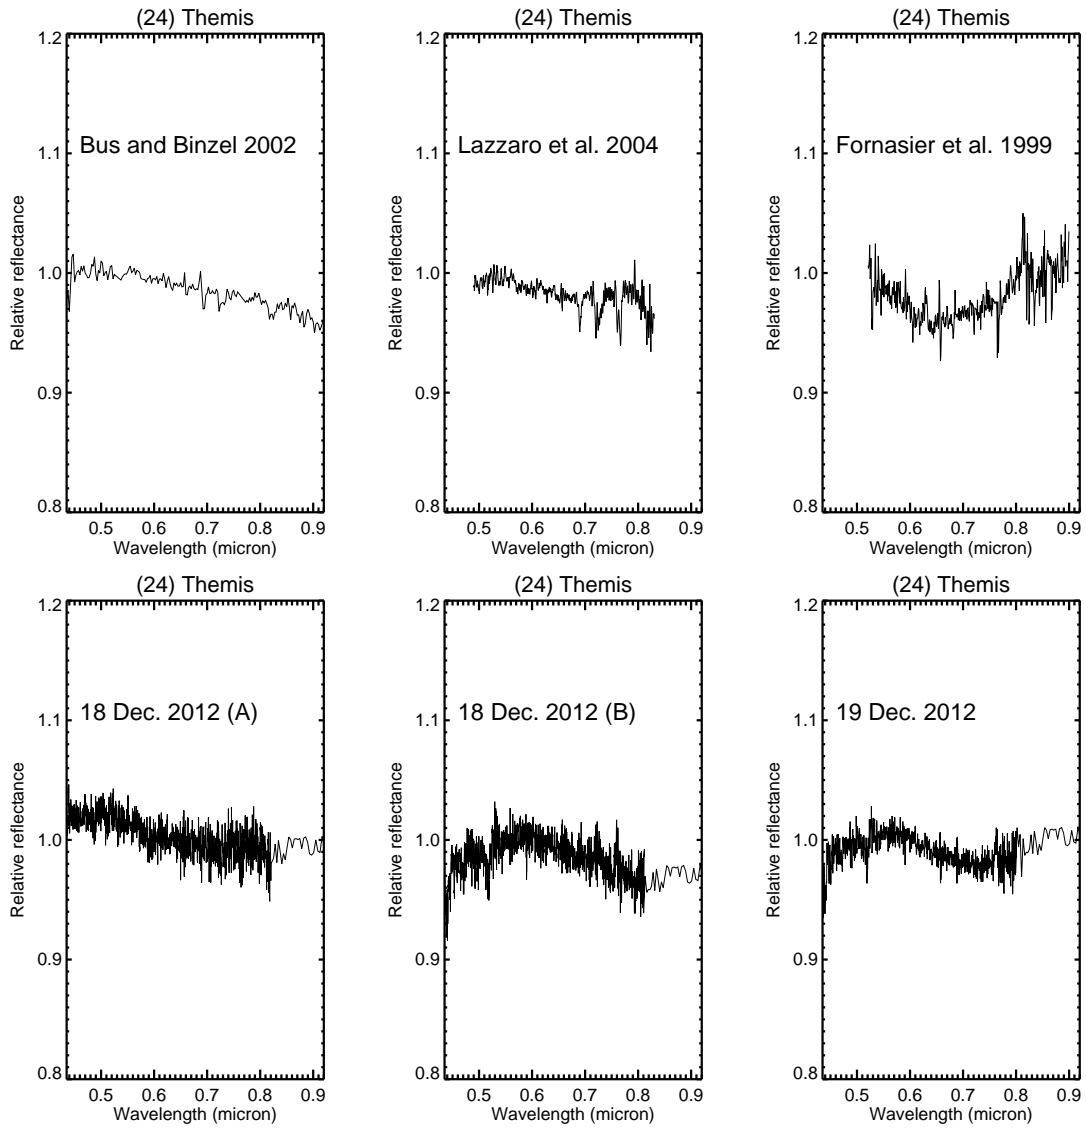 (24) Themis
1.2
1.1
1.0
0.9
0.8
Relative reflectance
Bus and Binzel 2002
0.5 0.6 0.7 0.8 0.9
Wavelength (micron)
(24) Themis
1.2
1.1
1.0
0.9
0.8
Relative reflectance
Lazzaro et al. 2004
0.5 0.6 0.7 0.8 0.9
Wavelength (micron)
(24) Themis
1.2
1.1
1.0
0.9
0.8
Relative reflectance
Fornasier et al. 1999
0.5 0.6 0.7 0.8 0.9
Wavelength (micron)
(24) Themis
1.2
1.1
1.0
0.9
0.8
Relative reflectance
18 Dec. 2012 (A)
0.5 0.6 0.7 0.8 0.9
Wavelength (micron)
(24) Themis
1.2
1.1
1.0
0.9
0.8
Relative reflectance
18 Dec. 2012 (B)
0.5 0.6 0.7 0.8 0.9
Wavelength (micron)
(24) Themis
1.2
1.1
1.0
0.9
0.8
Relative reflectance
19 Dec. 2012
0.5 0.6 0.7 0.8 0.9
Wavelength (micron)